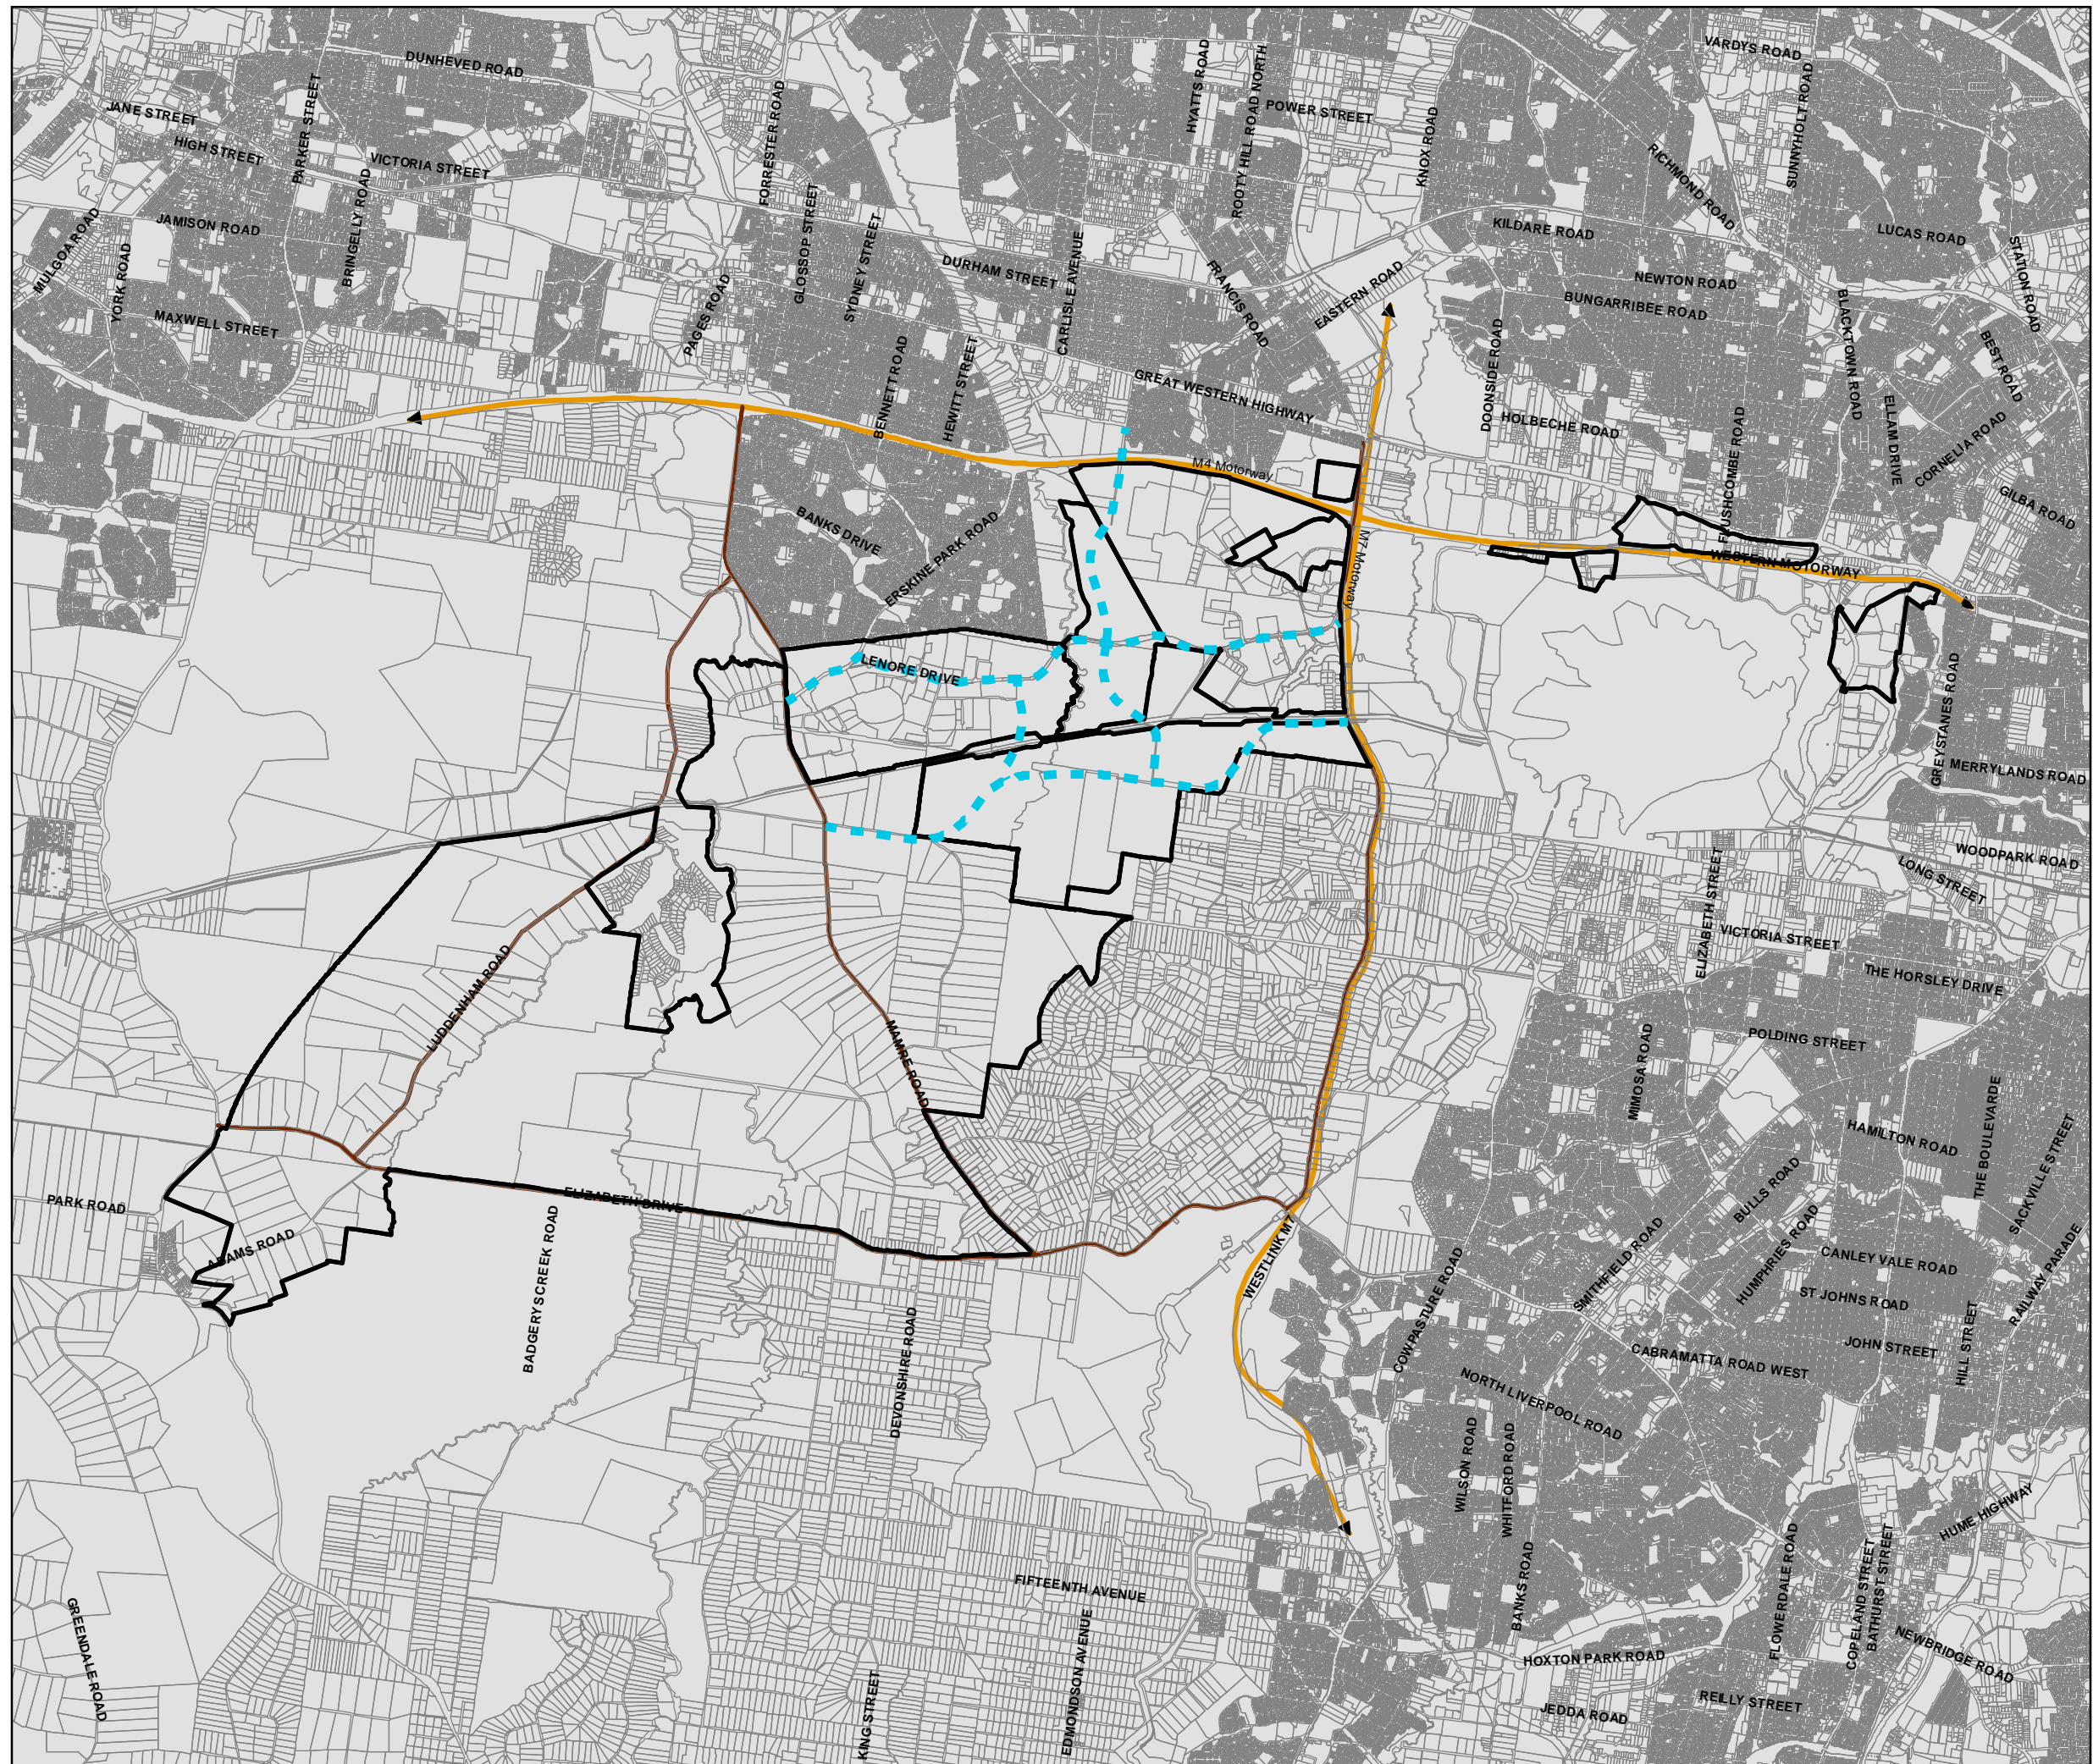 VARDYS ROAD
DUNHEVED ROAD
HYATTS ROAD
ROOTY HILL ROAD NORTH
POWER STREET
KNOX ROAD
SUNNYHOLT ROAD
RICHMOND ROAD
JANE STREET
HIGH STREET
PARKER STREET
VICTORIA STREET
FORRESTER ROAD
MULGOA ROAD
JAMISON ROAD
YORK ROAD
BRINGELLY ROAD
MAXWELL STREET
GLOSSOP STREET
SYDNEY STREET
PAGES ROAD
DURHAM STREET
CARLISLE AVENUE
FRANCIS ROAD
EASTERN ROAD
KILDARE ROAD
LUCAS ROAD
STATION ROAD
NEWTON ROAD
BUNGARRIBEE ROAD
BLACKTOWN ROAD
BEST ROAD
BENNETT ROAD
HEWITT STREET
GREAT WESTERN HIGHWAY
DOONSIDE ROAD
HOLBECHE ROAD
FLUSHCOMBE ROAD
ELLAM DRIVE
CORNELIA ROAD
GILBA ROAD
M4 Motorway
M7 Motorway
WESTERN MOTORWAY
BANKS DRIVE
ERSKINE PARK ROAD
LENORE DRIVE
GREYSTANES ROAD
MERRYLANDS ROAD
WOODPARK ROAD
LONG STREET
ELIZABETH STREET
VICTORIA STREET
THE HORSLEY DRIVE
LUDDENHAM ROAD
MAMRE ROAD
MIMOSA ROAD
POLDING STREET
HAMILTON ROAD
THE BOULEVARDE
SACKVILLE STREET
PARK ROAD
ADAMS ROAD
ELIZABETH DRIVE
BADGERYS CREEK ROAD
WESTLINK M7
BULLS ROAD
SMITHFIELD ROAD
HUMPHRIES ROAD
CANLEY VALE ROAD
ST JOHNS ROAD
RAILWAY PARADE
COWPASTURE ROAD
JOHN STREET
HILL STREET
CABRAMATTA ROAD WEST
NORTH LIVERPOOL ROAD
DEVONSHIRE ROAD
WILSON ROAD
WHITFORD ROAD
HUME HIGHWAY
BANKS ROAD
FLOWERDALE ROAD
COPELAND STREET
BATHURST STREET
FIFTEENTH AVENUE
GREENDALE ROAD
KING STREET
EDMONDSON AVENUE
HOXTON PARK ROAD
NEWBRIDGE ROAD
REILLY STREET
JEDDA ROAD